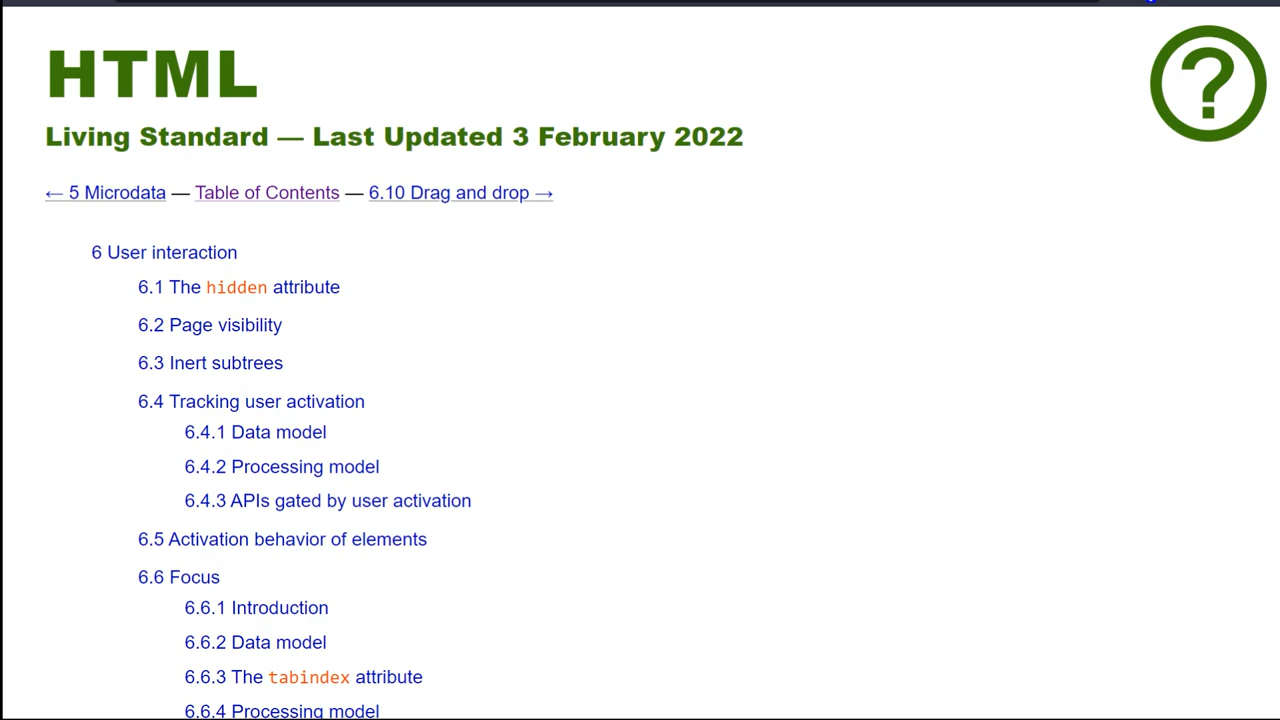 HTML
Living Standard — Last Updated 3 February 2022
← 5 Microdata — Table of Contents — 6.10 Drag and drop →
6 User interaction
6.1 The hidden attribute
6.2 Page visibility
6.3 Inert subtrees
6.4 Tracking user activation
6.4.1 Data model
6.4.2 Processing model
6.4.3 APIs gated by user activation
6.5 Activation behavior of elements
6.6 Focus
6.6.1 Introduction
6.6.2 Data model
6.6.3 The tabindex attribute
6.6.4 Processing model